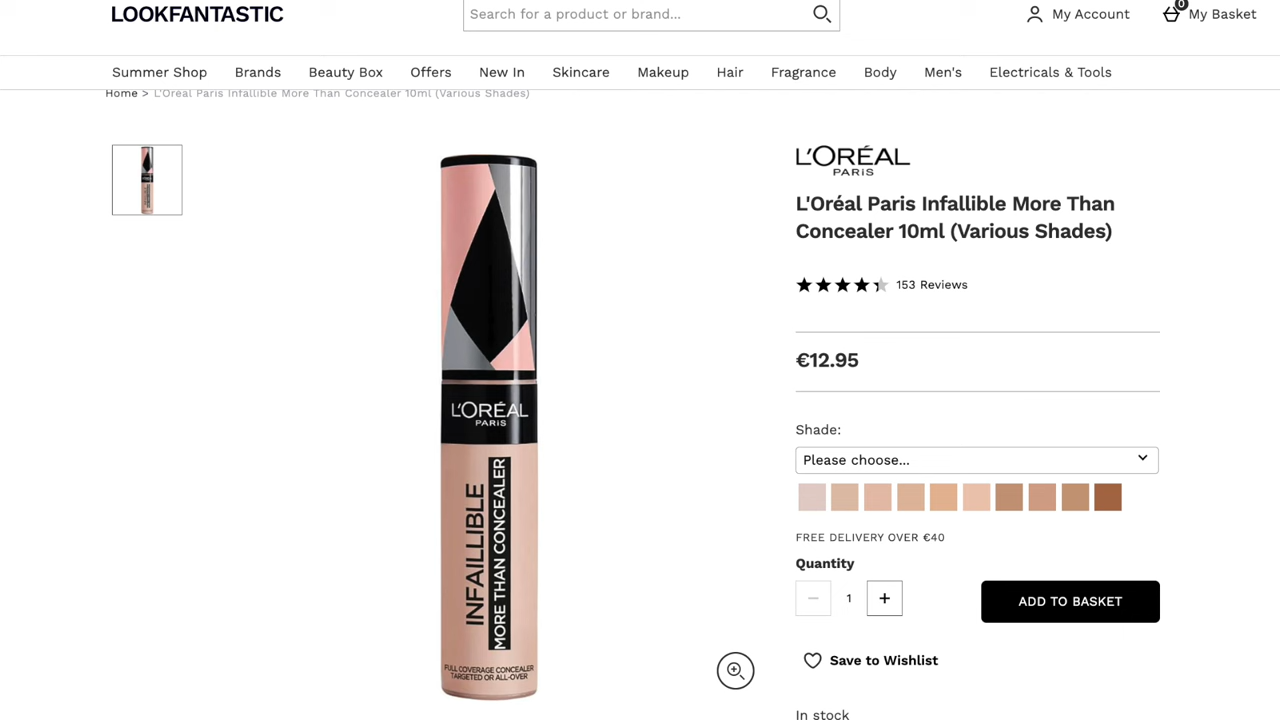 LOOKFANTASTIC
Search for a product or brand...
My Account
0
My Basket
Summer Shop Brands Beauty Box Offers New In Skincare Makeup Hair Fragrance Body Men's Electricals & Tools
Home > L'Oréal Paris Infallible More Than Concealer 10ml (Various Shades)
L'ORÉAL
PARIS
L'Oréal Paris Infallible More Than
Concealer 10ml (Various Shades)
153 Reviews
€12.95
Shade:
Please choose...
FREE DELIVERY OVER €40
Quantity
1
ADD TO BASKET
Save to Wishlist
In stock
L'ORÉAL
PARIS
INFAILLIBLE
MORE THAN CONCEALER
FULL COVERAGE CONCEALER
TARGETED OR ALL-OVER